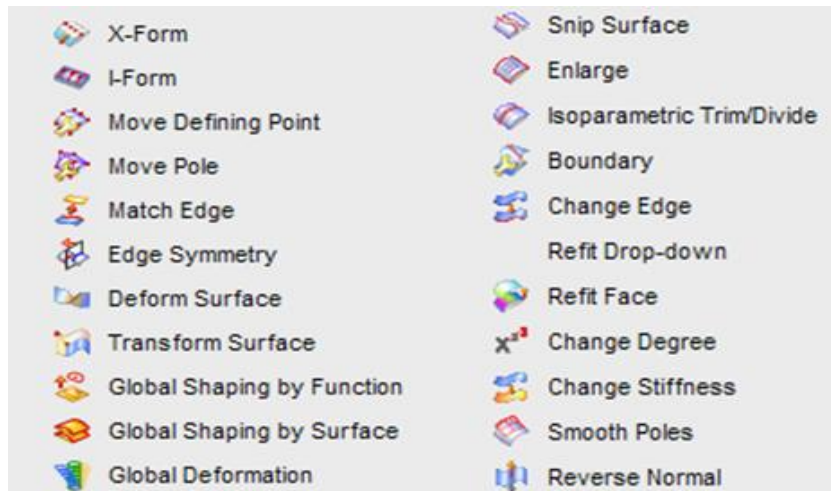 X-Form
I-Form
Move Defining Point
Move Pole
Match Edge
Edge Symmetry
Deform Surface
Transform Surface
Global Shaping by Function
Global Shaping by Surface
Global Deformation
Snip Surface
Enlarge
Isoparametric Trim/Divide
Boundary
Change Edge
Refit Drop-down
Refit Face
Change Degree
Change Stiffness
Smooth Poles
Reverse Normal